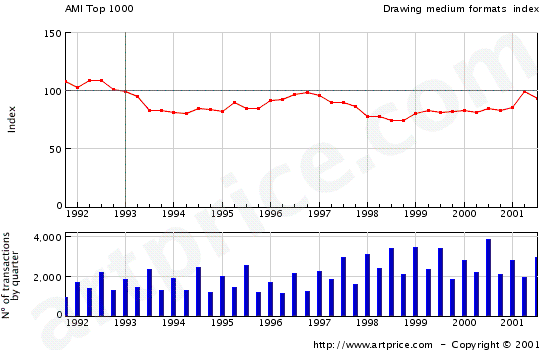 AMI Top 1000 Drawing medium formats index
150
100
50
0
Index
1992 1993 1994 1995 1996 1997 1998 1999 2000 2001
4,000
2,000
0
N° of transactions
by quarter
1992 1993 1994 1995 1996 1997 1998 1999 2000 2001
artprice.com
http://www.artprice.com - Copyright © 2001